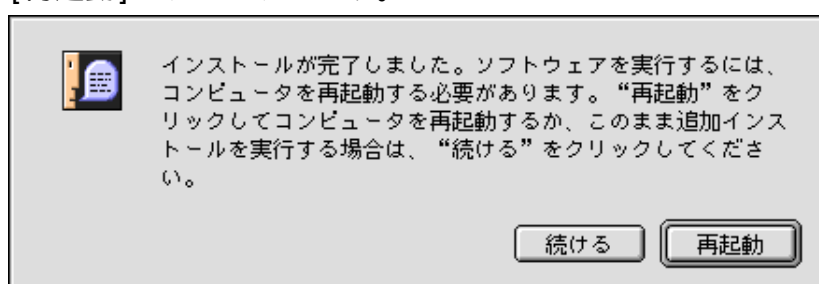 インストールが完了しました。ソフトウェアを実行するには、
コンピュータを再起動する必要があります。“再起動”をク
リックしてコンピュータを再起動するか、このまま追加インス
トールを実行する場合は、“続ける”をクリックしてくださ
い。
続ける 再起動